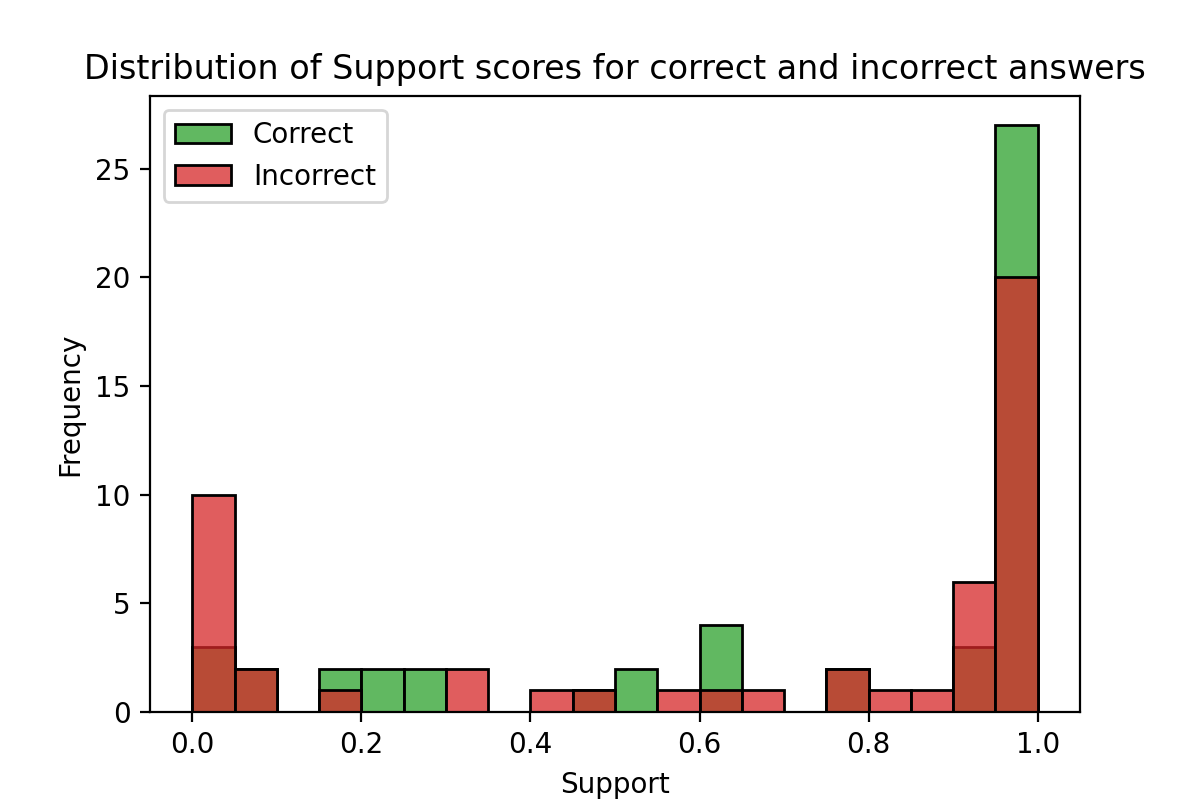 Distribution of Support scores for correct and incorrect answers
Correct
Incorrect
25
20
15
10
5
0
Frequency
0.0 0.2 0.4 0.6 0.8 1.0
Support